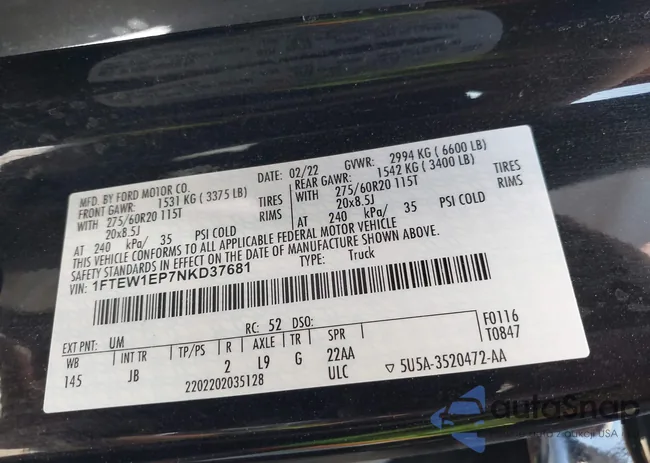 MFD. BY FORD MOTOR CO.
DATE: 02/22 GVWR: 2994 KG ( 6600 LB)
FRONT GAWR: 1531 KG ( 3375 LB)
REAR GAWR: 1542 KG ( 3400 LB)
WITH 275/60R20 115T TIRES
WITH 275/60R20 115T TIRES
20x8.5J RIMS
20x8.5J RIMS
AT 240 kPa/ 35 PSI COLD
AT 240 kPa/ 35 PSI COLD
THIS VEHICLE CONFORMS TO ALL APPLICABLE FEDERAL MOTOR VEHICLE
SAFETY STANDARDS IN EFFECT ON THE DATE OF MANUFACTURE SHOWN ABOVE.
VIN: 1FTEW1EP7NKD37681 TYPE: Truck
EXT PNT: UM RC: 52 DSO: F0116
WB INT TR TP/PS R AXLE TR SPR T0847
145 JB 2 L9 G 22AA
2202202035128 ULC 5U5A-3520472-AA
autoSnap
aukcji USA